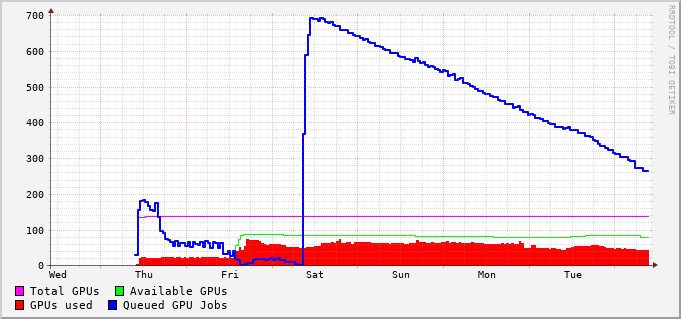 700
600
500
400
300
200
100
0
Wed Thu Fri Sat Sun Mon Tue
Total GPUs Available GPUs
GPUs used Queued GPU Jobs
RRDTOOL / TOBI OETIKER